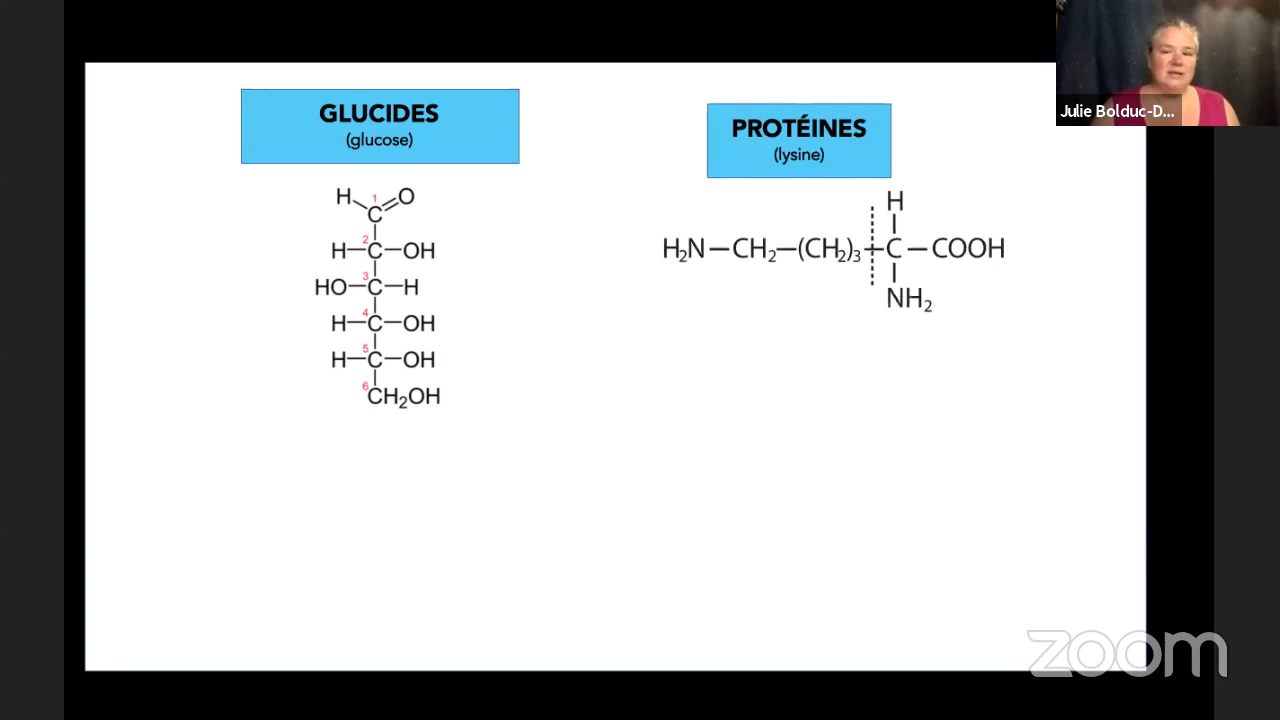 GLUCIDES
(glucose)
H 1 O
C
2
H–C–OH
3
HO–C–H
4
H–C–OH
5
H–C–OH
6
CH₂OH
PROTÉINES
(lysine)
H
H₂N–CH₂–(CH₂)₃–C–COOH
NH₂
Julie Bolduc-D...
zoom